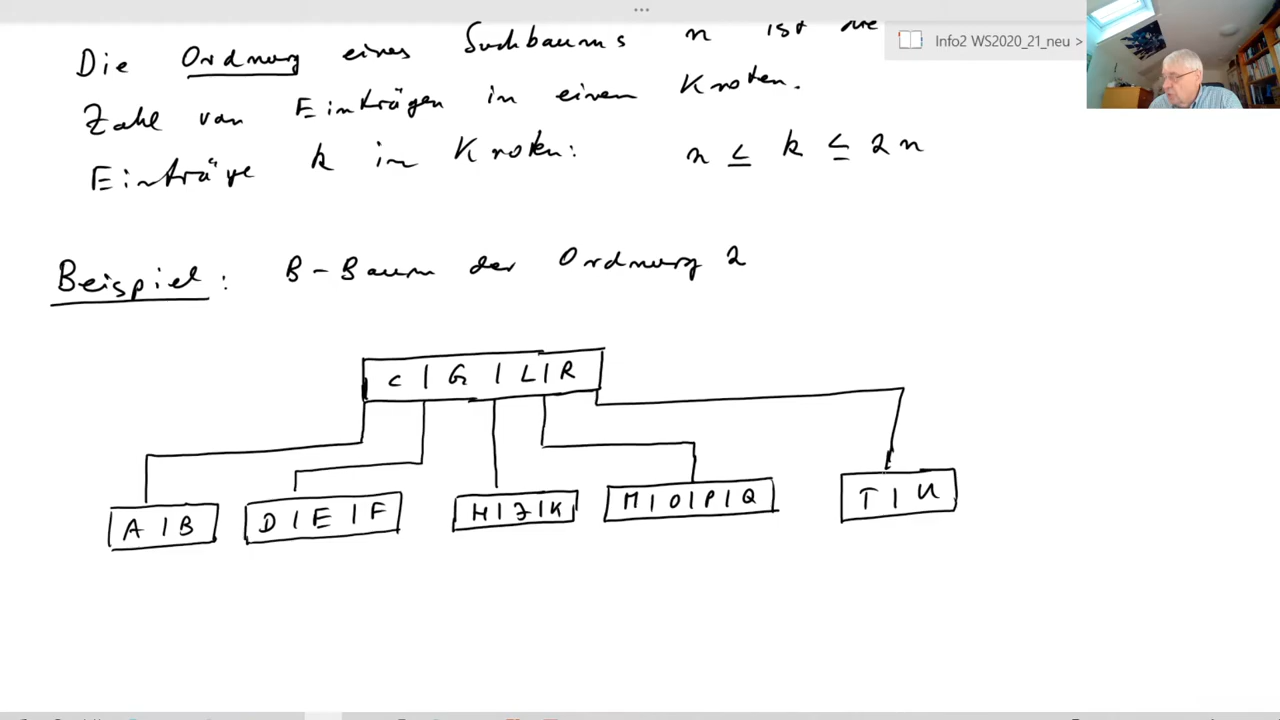 Die Ordnung eines Suchbaums n ist die
Info2 WS2020_21_neu >
Zahl von Einträgen in einem Knoten.
Einträge k in Knoten: n ≤ k ≤ 2n
Beispiel: B-Baum der Ordnung 2
C | G | L | R
A | B
D | E | F
H | J | K
M | O | P | Q
T | U